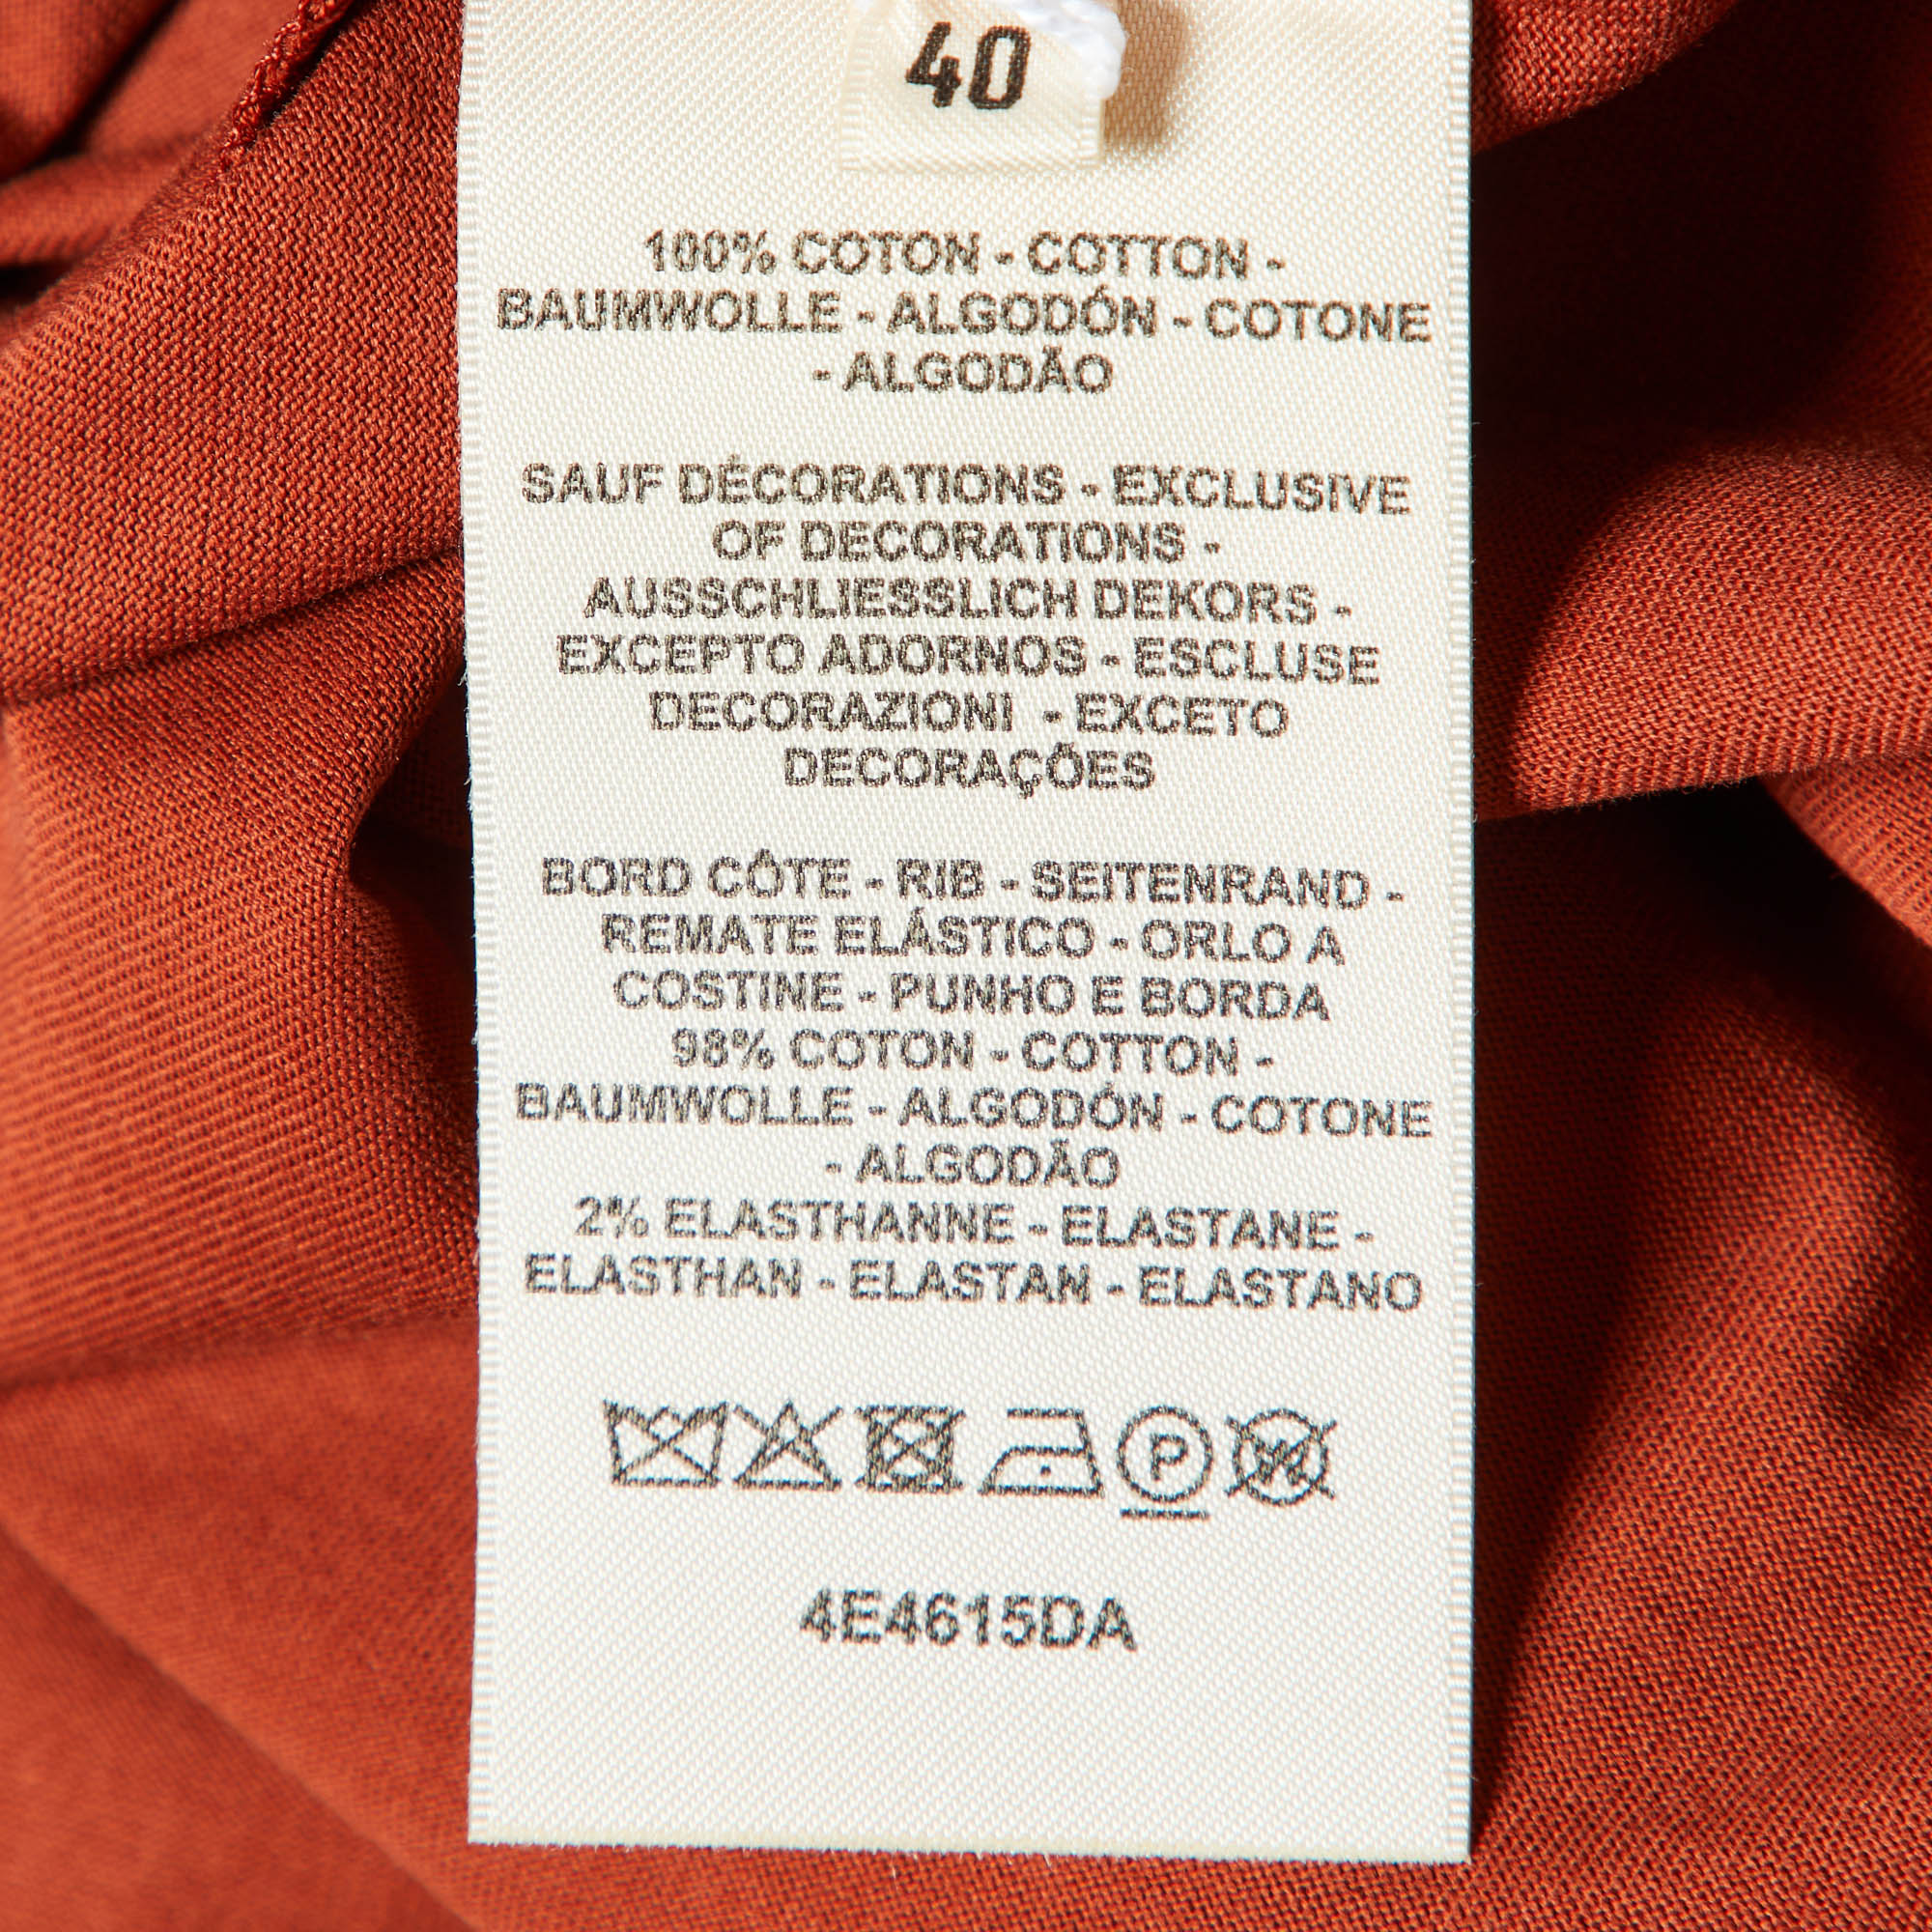 40
100% COTON - COTTON -
BAUMWOLLE - ALGODÓN - COTONE
- ALGODÃO
SAUF DÉCORATIONS - EXCLUSIVE
OF DECORATIONS -
AUSSCHLIESSLICH DEKORS -
EXCEPTO ADORNOS - ESCLUSE
DECORAZIONI - EXCETO
DECORAÇÕES
BORD CÔTE - RIB - SEITENRAND -
REMATE ELÁSTICO - ORLO A
COSTINE - PUNHO E BORDA
98% COTON - COTTON -
BAUMWOLLE - ALGODÓN - COTONE
- ALGODÃO
2% ELASTHANNE - ELASTANE -
ELASTHAN - ELASTAN - ELASTANO
P W
4E4615DA